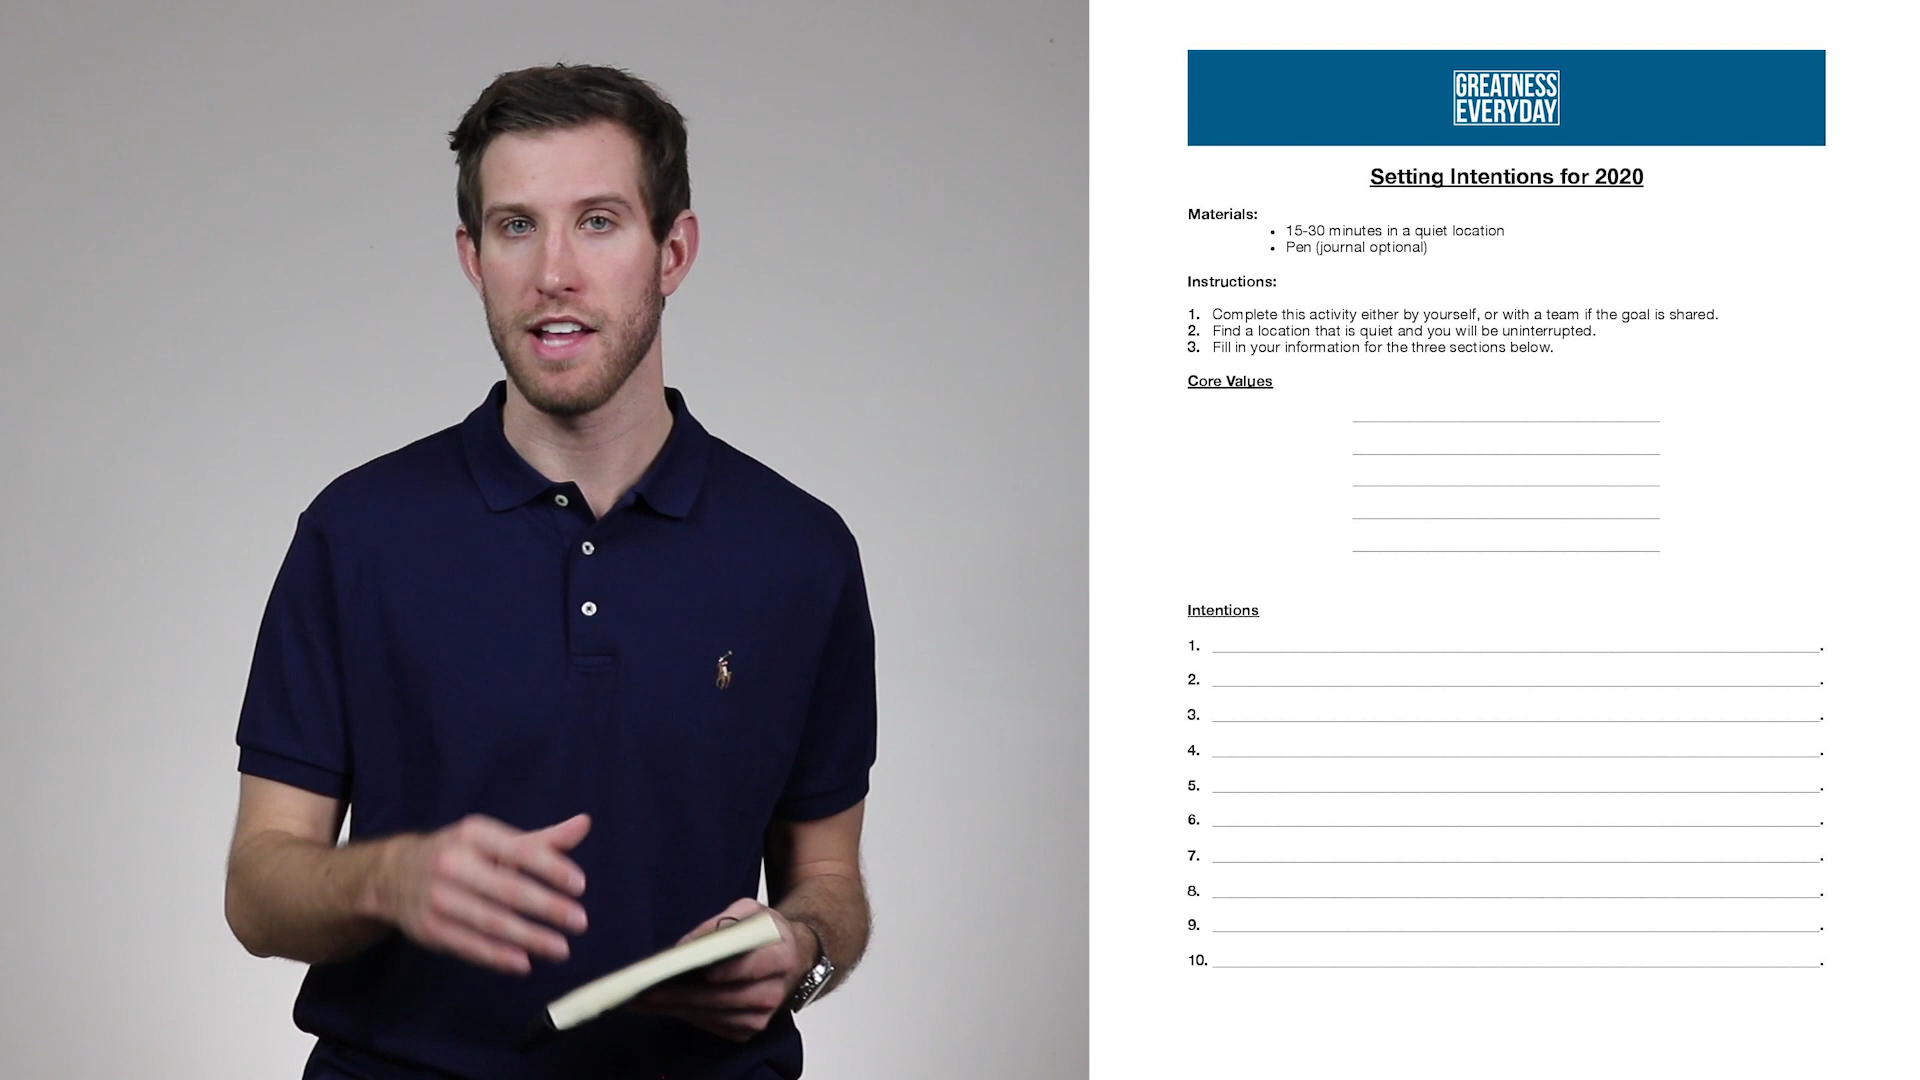 GREATNESS
EVERYDAY
Setting Intentions for 2020
Materials:
• 15-30 minutes in a quiet location
• Pen (journal optional)
Instructions:
1. Complete this activity either by yourself, or with a team if the goal is shared.
2. Find a location that is quiet and you will be uninterrupted.
3. Fill in your information for the three sections below.
Core Values
Intentions
1.
2.
3.
4.
5.
6.
7.
8.
9.
10.